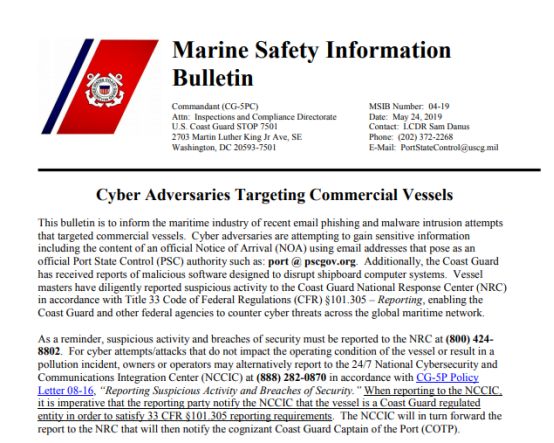 Marine Safety Information
Bulletin
Commandant (CG-5PC)
Attn: Inspections and Compliance Directorate
U.S. Coast Guard STOP 7501
2703 Martin Luther King Jr Ave, SE
Washington, DC 20593-7501
MSIB Number: 04-19
Date: May 24, 2019
Contact: LCDR Sam Danus
Phone: (202) 372-2268
E-Mail: PortStateControl@uscg.mil
Cyber Adversaries Targeting Commercial Vessels
This bulletin is to inform the maritime industry of recent email phishing and malware intrusion attempts
that targeted commercial vessels. Cyber adversaries are attempting to gain sensitive information
including the content of an official Notice of Arrival (NOA) using email addresses that pose as an
official Port State Control (PSC) authority such as: port @ pscgov.org. Additionally, the Coast Guard
has received reports of malicious software designed to disrupt shipboard computer systems. Vessel
masters have diligently reported suspicious activity to the Coast Guard National Response Center (NRC)
in accordance with Title 33 Code of Federal Regulations (CFR) §101.305 – Reporting, enabling the
Coast Guard and other federal agencies to counter cyber threats across the global maritime network.
As a reminder, suspicious activity and breaches of security must be reported to the NRC at (800) 424-
8802. For cyber attempts/attacks that do not impact the operating condition of the vessel or result in a
pollution incident, owners or operators may alternatively report to the 24/7 National Cybersecurity and
Communications Integration Center (NCCIC) at (888) 282-0870 in accordance with CG-5P Policy
Letter 08-16, “Reporting Suspicious Activity and Breaches of Security.” When reporting to the NCCIC,
it is imperative that the reporting party notify the NCCIC that the vessel is a Coast Guard regulated
entity in order to satisfy 33 CFR §101.305 reporting requirements. The NCCIC will in turn forward the
report to the NRC that will then notify the cognizant Coast Guard Captain of the Port (COTP).